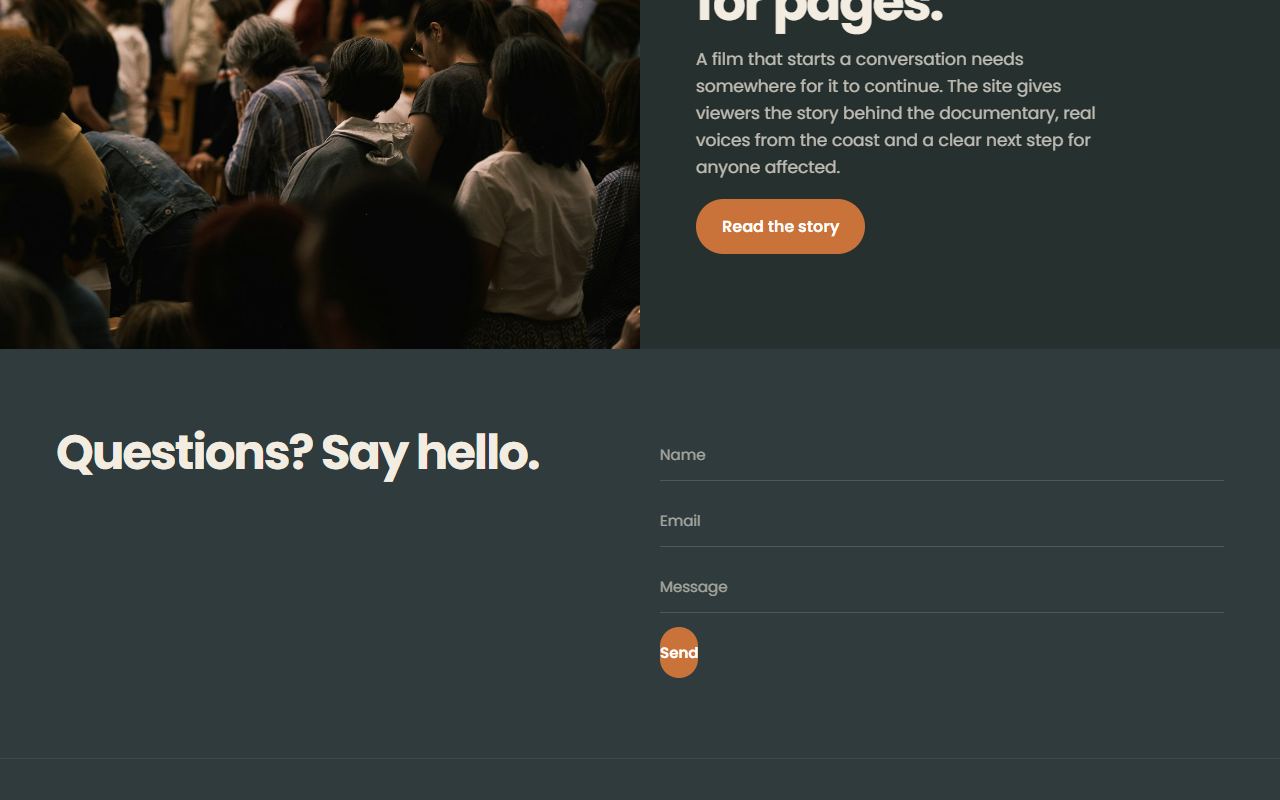 for pages.
A film that starts a conversation needs
somewhere for it to continue. The site gives
viewers the story behind the documentary, real
voices from the coast and a clear next step for
anyone affected.
Read the story
Questions? Say hello.
Name
Email
Message
Send